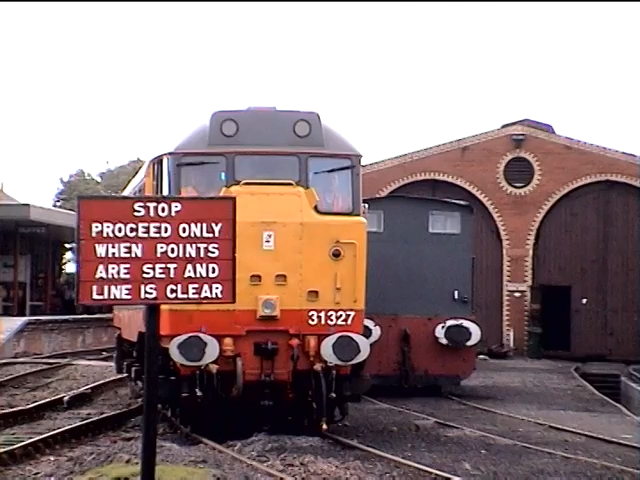 STOP
PROCEED ONLY
WHEN POINTS
ARE SET AND
LINE IS CLEAR
31327